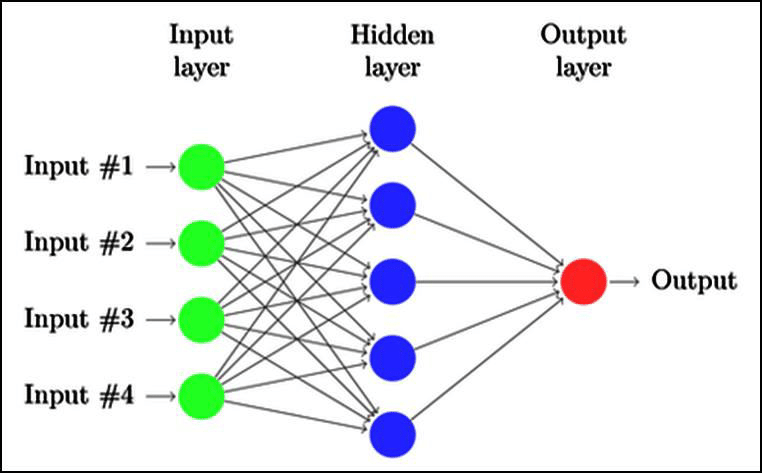 Input
layer
Hidden
layer
Output
layer
Input #1
Input #2
Input #3
Input #4
Output